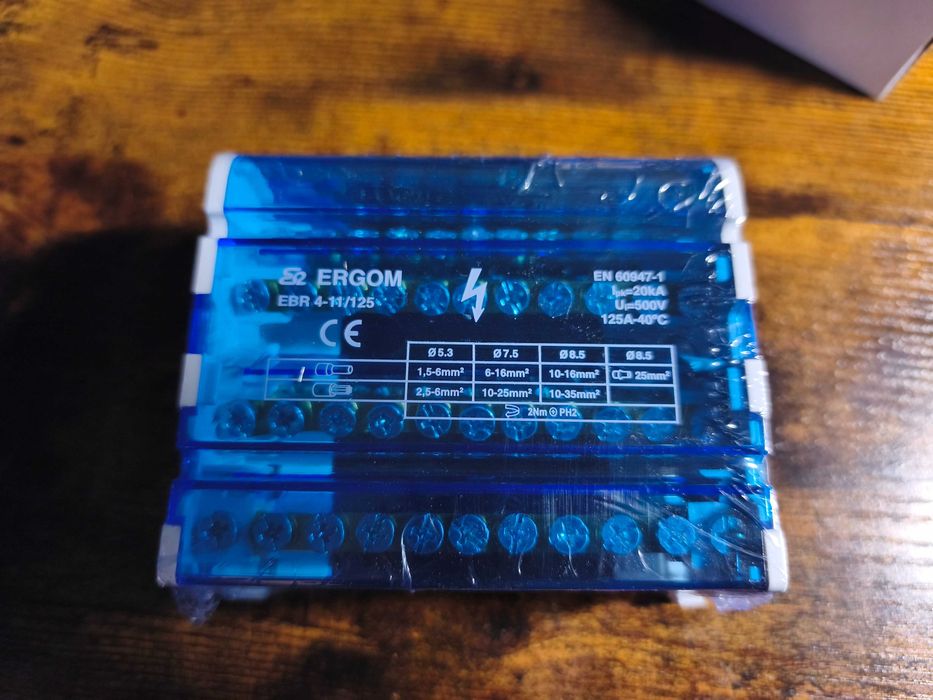 ERGOM
EBR 4-11/125
CE
EN 60947-1
Ipk=20kA
Ui=500V
125A-40°C
Ø5.3 Ø7.5 Ø8.5 Ø8.5
1,5-6mm² 6-16mm² 10-16mm² 25mm²
2,5-6mm² 10-25mm² 10-35mm²
2Nm PH2